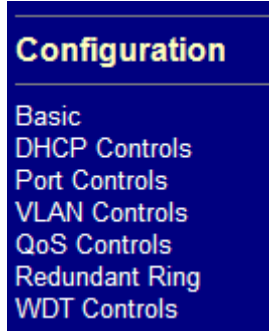 Configuration
Basic
DHCP Controls
Port Controls
VLAN Controls
QoS Controls
Redundant Ring
WDT Controls